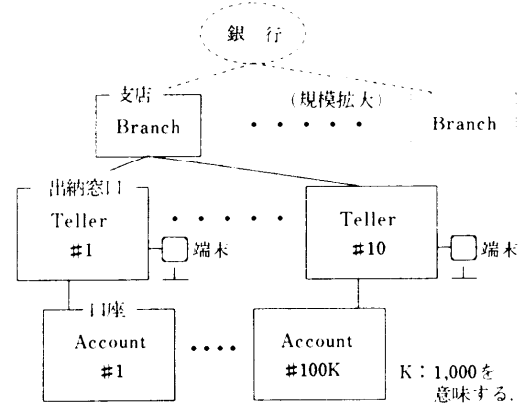 銀行
支店
(規模拡大)
Branch
・・・・・
Branch
出納窓口
Teller
#1
端末
・・・・・
Teller
#10
端末
口座
Account
#1
・・・・
Account
#100K
K：1,000を
意味する.